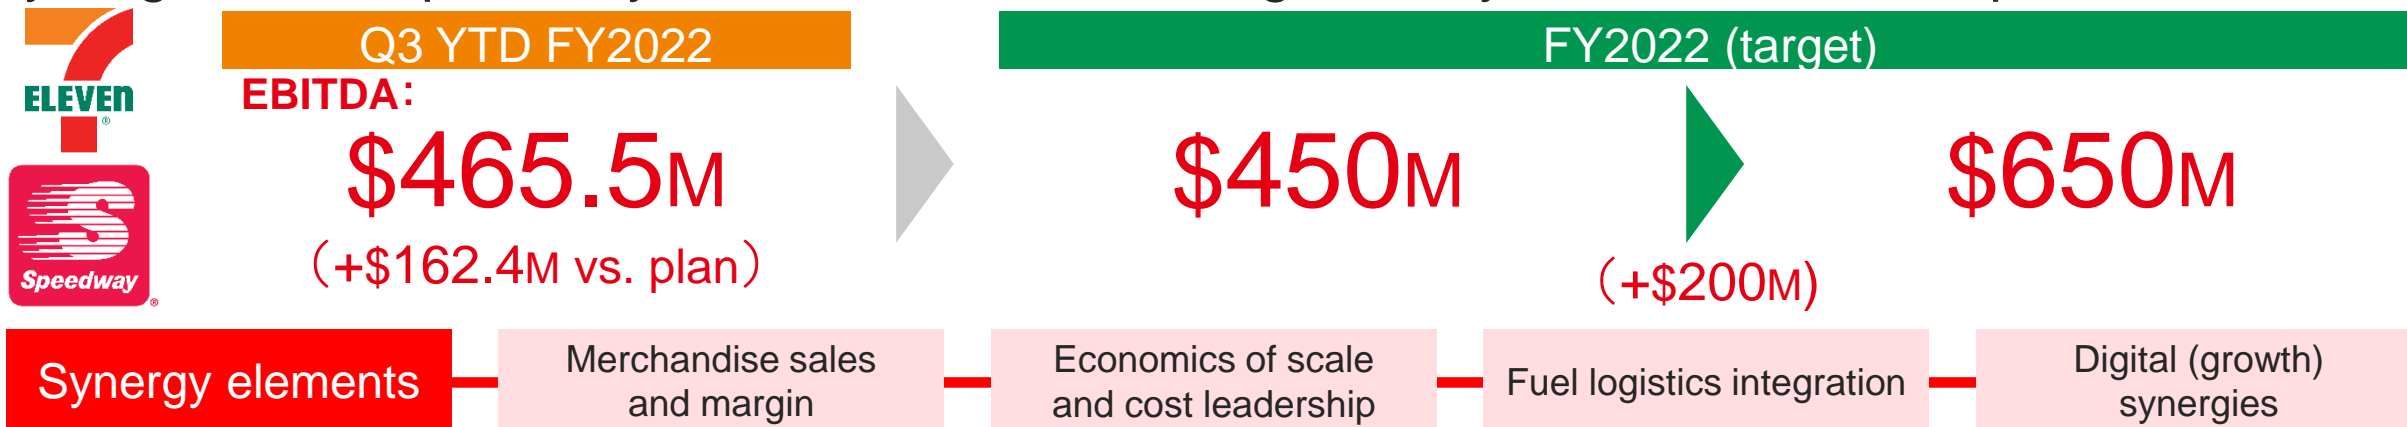 Q3 YTD FY2022
FY2022 (target)
ELEVEn
®
EBITDA：
$465.5M
$450M
$650M
（+$162.4M vs. plan）
（+$200M)
Speedway
®
Synergy elements
Merchandise sales
and margin
Economics of scale
and cost leadership
Fuel logistics integration
Digital (growth)
synergies